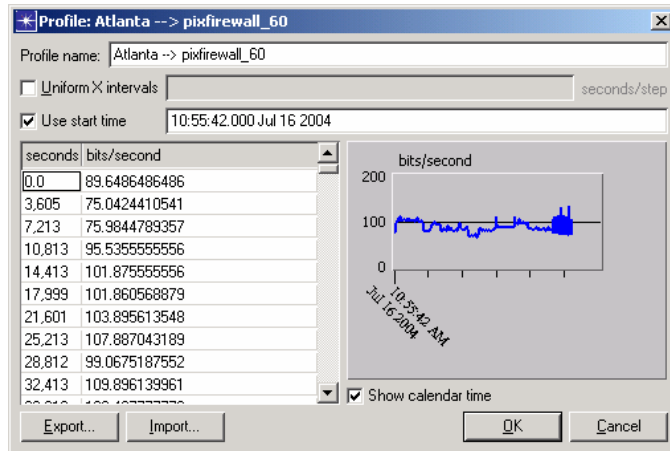 Profile: Atlanta --> pixfirewall_60
Profile name: Atlanta --> pixfirewall_60
Uniform X intervals seconds/step
Use start time 10:55:42.000 Jul 16 2004
seconds bits/second
0.0 89.6486486486
3,605 75.0424410541
7,213 75.9844789357
10,813 95.5355555556
14,413 101.875555556
17,999 101.860568879
21,601 103.895613548
25,213 107.887043189
28,812 99.0675187552
32,413 109.896139961
bits/second
200
100
0
10:55:42 AM
Jul 16 2004
Show calendar time
Export... Import... OK Cancel